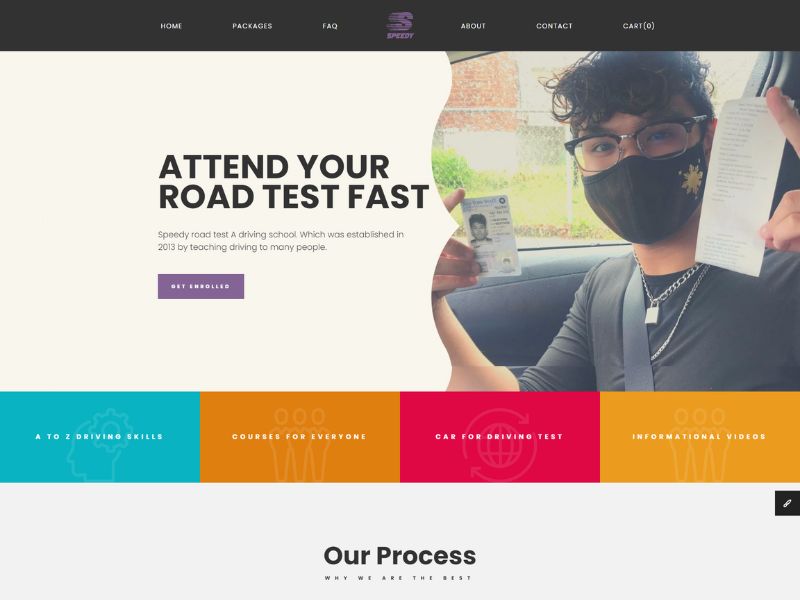 HOME
PACKAGES
FAQ
SPEEDY
ABOUT
CONTACT
CART(0)
ATTEND YOUR
ROAD TEST FAST
Speedy road test A driving school. Which was established in
2013 by teaching driving to many people.
GET ENROLLED
A TO Z DRIVING SKILLS
COURSES FOR EVERYONE
CAR FOR DRIVING TEST
INFORMATIONAL VIDEOS
Our Process
WHY WE ARE THE BEST